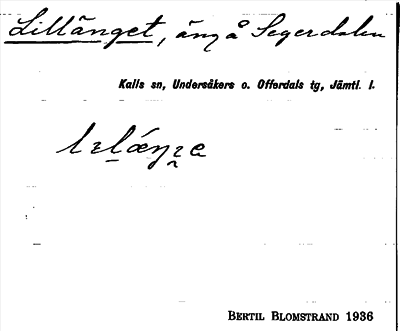 Lillänget, äng å Segerdalen
Kalls sn, Undersåkers o. Offerdals tg, Jämtl. l.
BERTIL BLOMSTRAND 1936